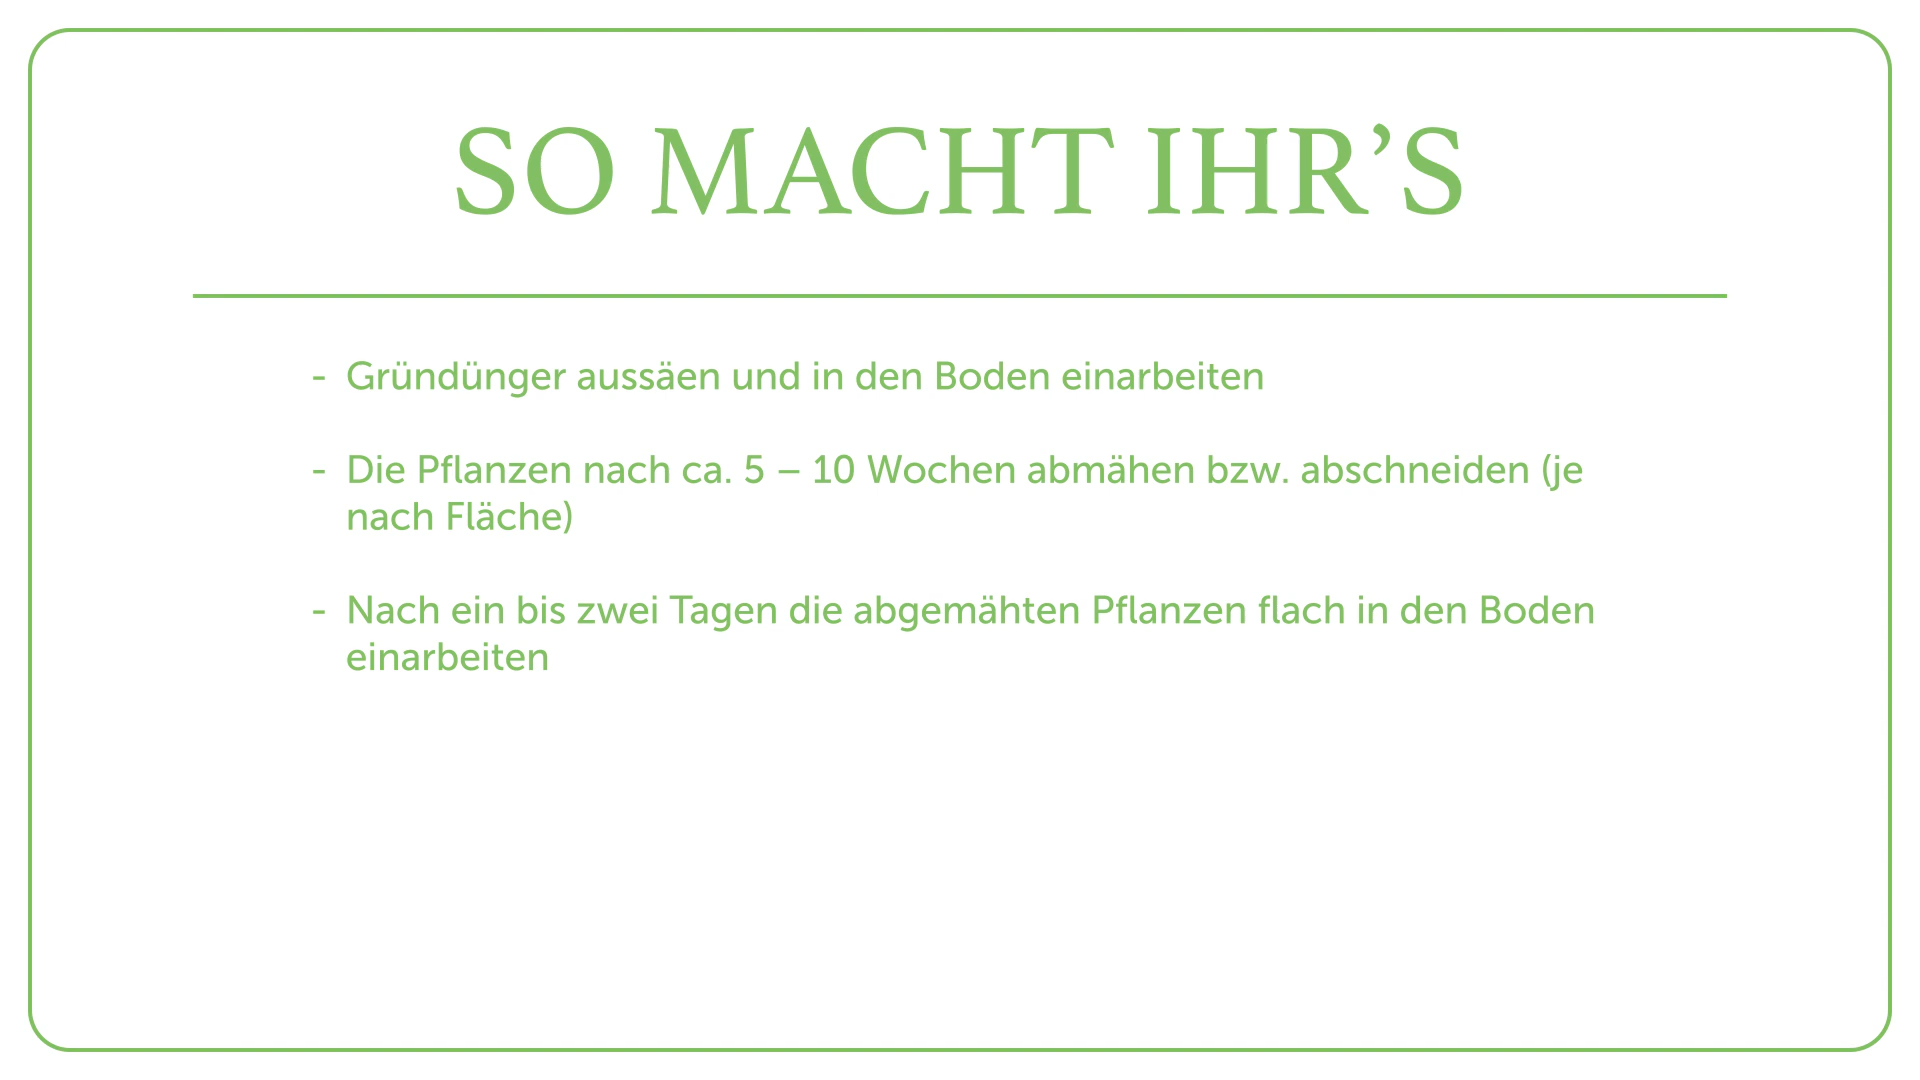 SO MACHT IHR’S
- Gründünger aussäen und in den Boden einarbeiten
- Die Pflanzen nach ca. 5 – 10 Wochen abmähen bzw. abschneiden (je
nach Fläche)
- Nach ein bis zwei Tagen die abgemähten Pflanzen flach in den Boden
einarbeiten